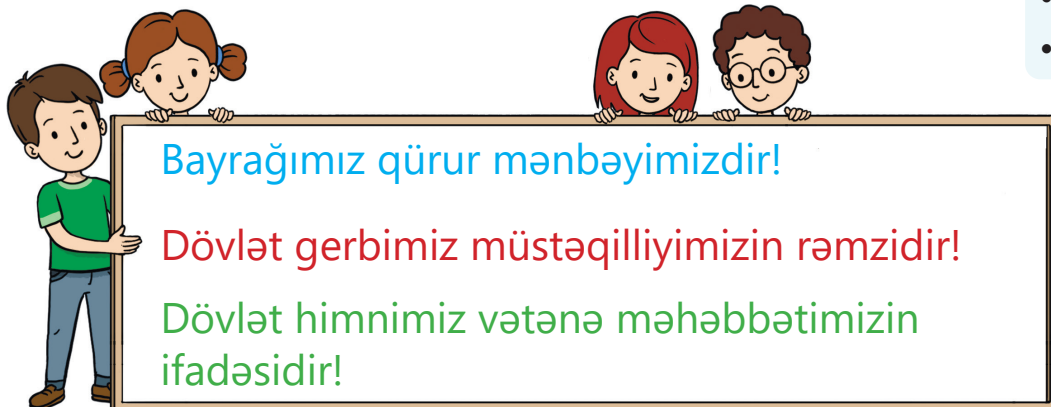 Bayrağımız qürur mənbəyimizdir!
Dövlət gerbimiz müstəqilliyimizin rəmzidir!
Dövlət himnimiz vətənə məhəbbətimizin
ifadəsidir!